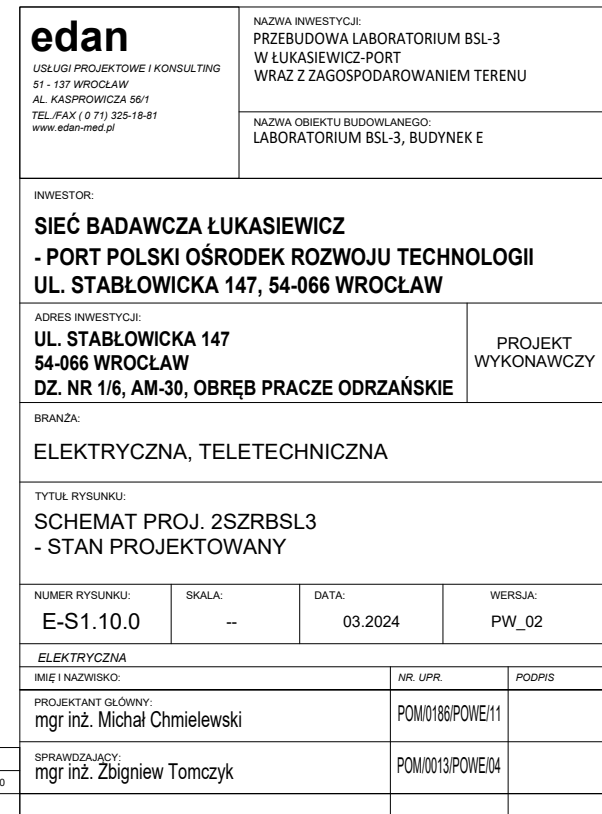 edan
USŁUGI PROJEKTOWE I KONSULTING
51 - 137 WROCŁAW
AL. KASPROWICZA 56/1
TEL./FAX ( 0 71) 325-18-81
www.edan-med.pl
NAZWA INWESTYCJI:
PRZEBUDOWA LABORATORIUM BSL-3
W ŁUKASIEWICZ-PORT
WRAZ Z ZAGOSPODAROWANIEM TERENU
NAZWA OBIEKTU BUDOWLANEGO:
LABORATORIUM BSL-3, BUDYNEK E
INWESTOR:
SIEĆ BADAWCZA ŁUKASIEWICZ
- PORT POLSKI OŚRODEK ROZWOJU TECHNOLOGII
UL. STABŁOWICKA 147, 54-066 WROCŁAW
ADRES INWESTYCJI:
UL. STABŁOWICKA 147
54-066 WROCŁAW
DZ. NR 1/6, AM-30, OBRĘB PRACZE ODRZAŃSKIE
PROJEKT
WYKONAWCZY
BRANŻA:
ELEKTRYCZNA, TELETECHNICZNA
TYTUŁ RYSUNKU:
SCHEMAT PROJ. 2SZRBSL3
- STAN PROJEKTOWANY
NUMER RYSUNKU: SKALA: DATA: WERSJA:
E-S1.10.0 -- 03.2024 PW_02
ELEKTRYCZNA
IMIĘ I NAZWISKO: NR. UPR. PODPIS
PROJEKTANT GŁÓWNY:
mgr inż. Michał Chmielewski POM/0186/POWE/11
SPRAWDZAJĄCY:
mgr inż. Zbigniew Tomczyk POM/0013/POWE/04
0